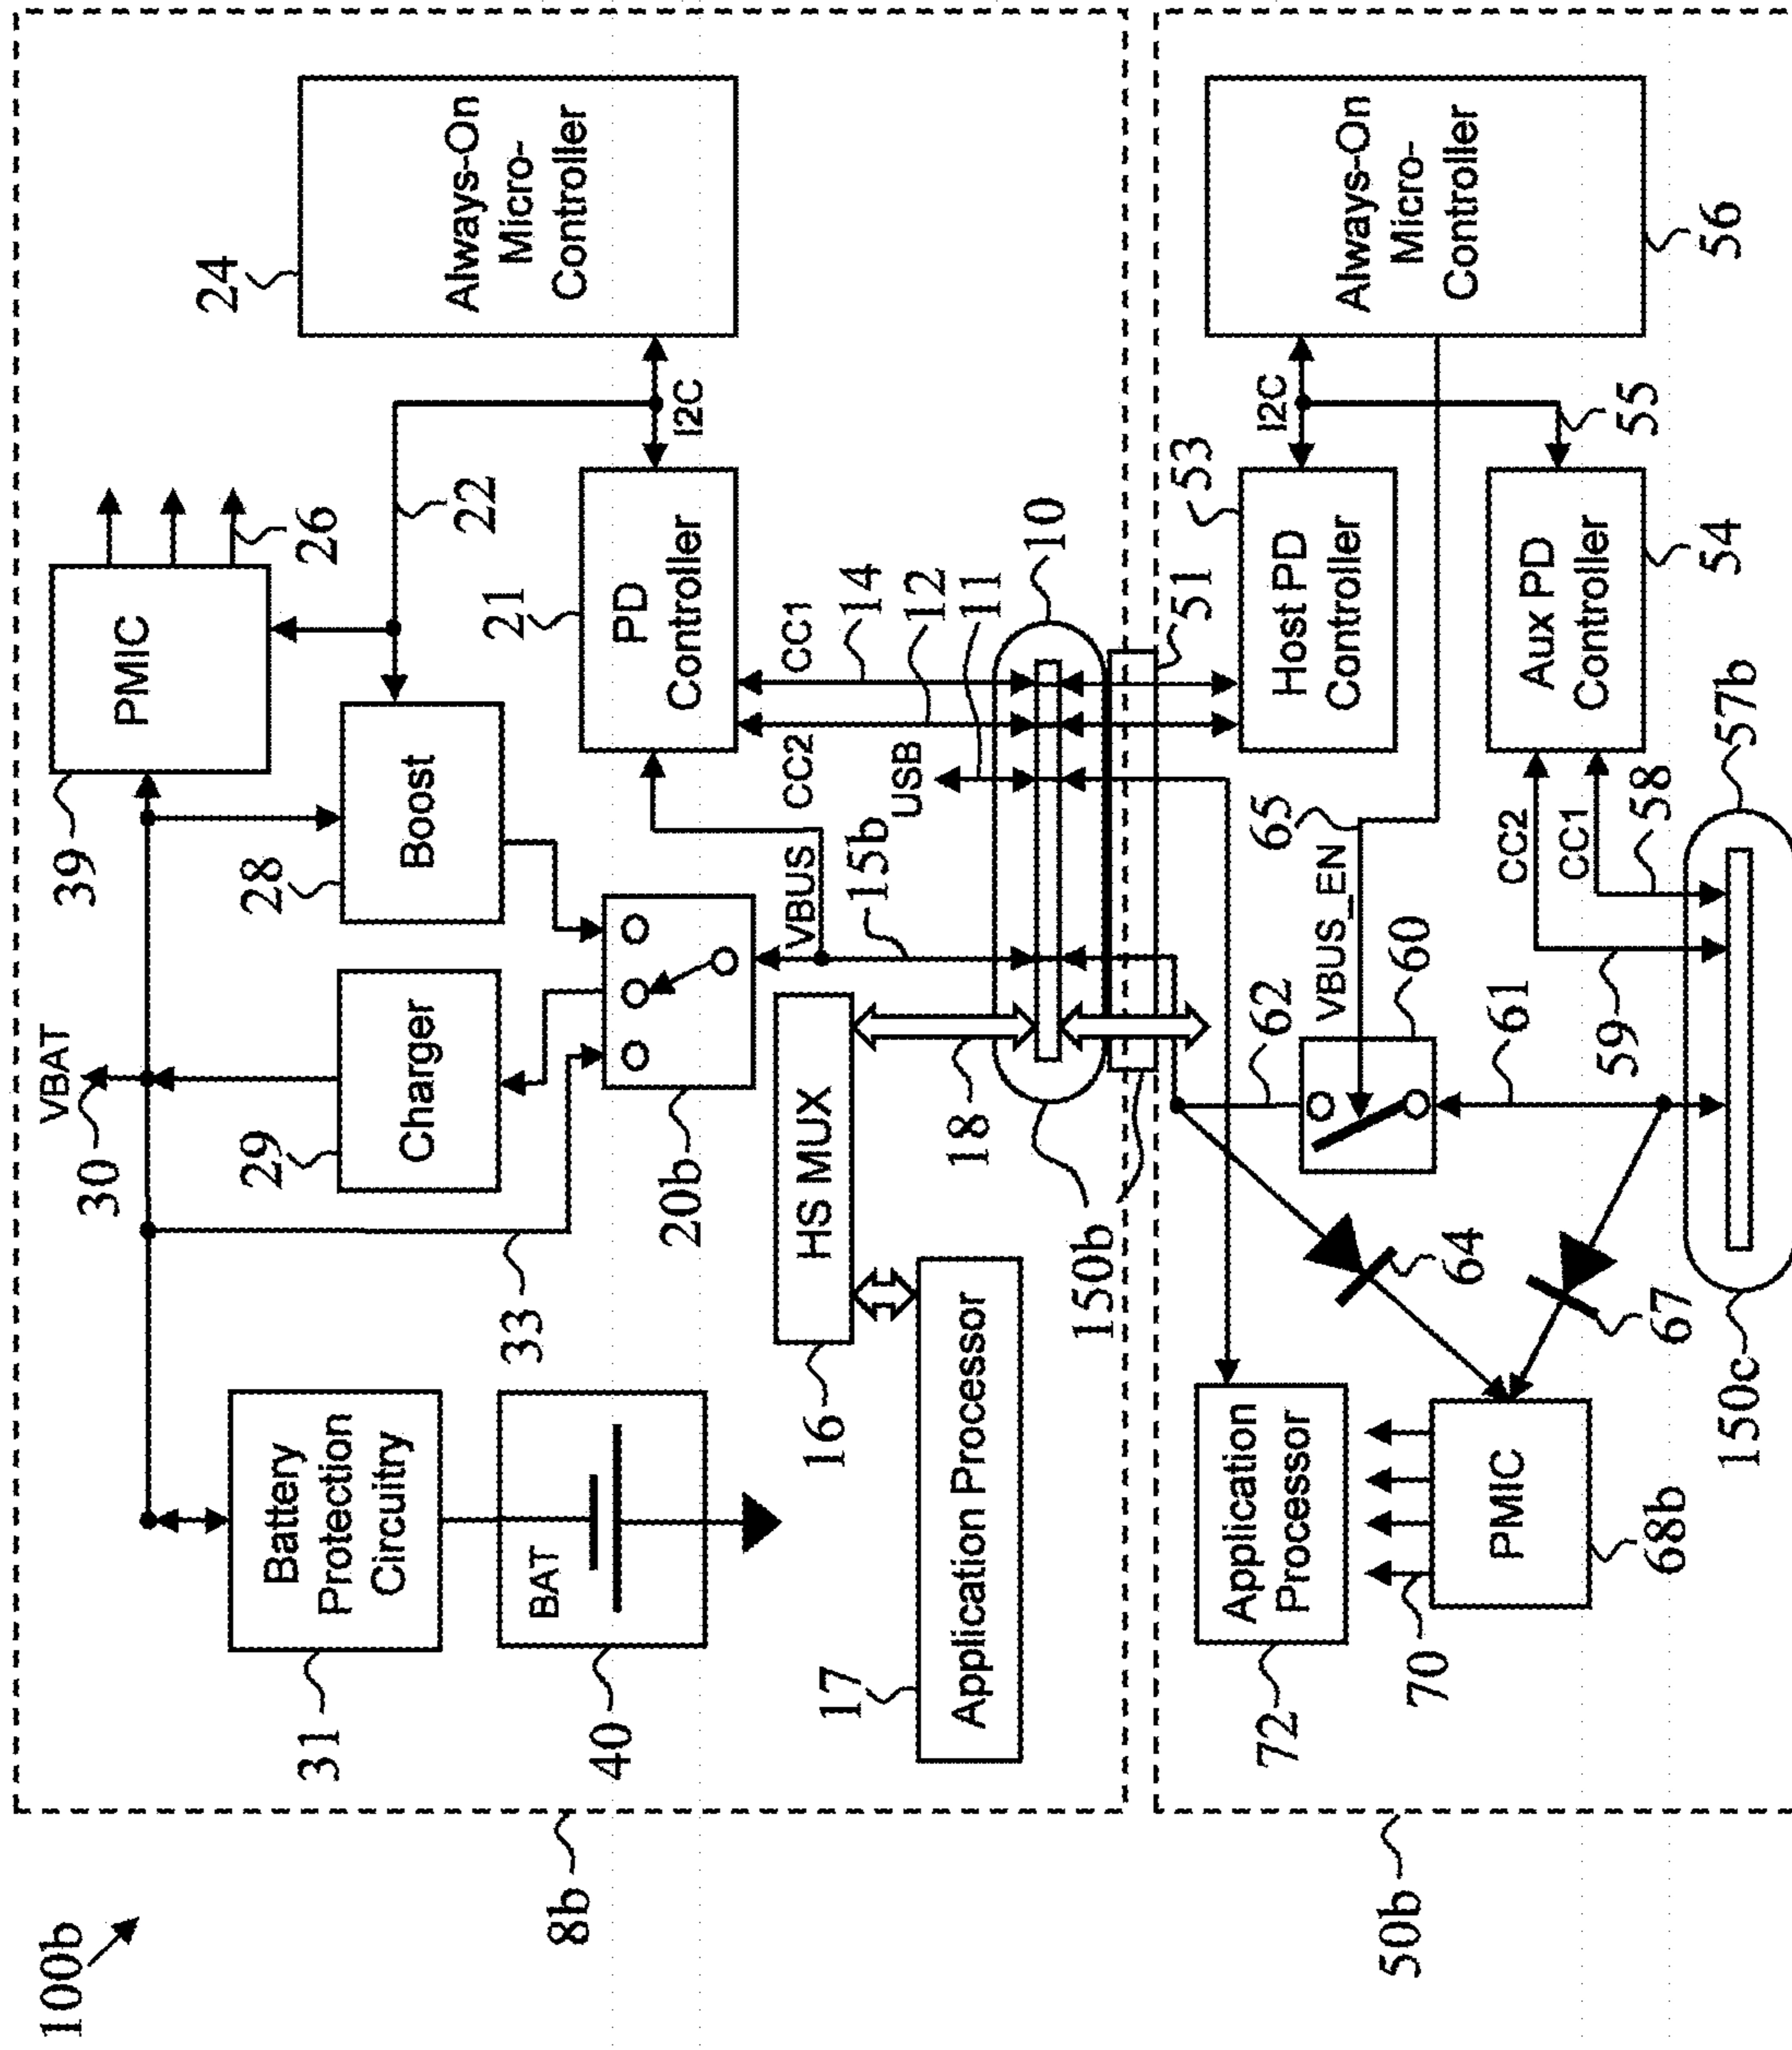 100b
8b
50b
31
Battery
Protection
Circuitry
40
BAT
17
Application Processor
16
HS MUX
30
VBAT
33
29
Charger
20b
28
Boost
39
PMIC
26
22
24
Always-On
Micro-
Controller
I2C
21
PD
Controller
VBUS
15b
CC2
CC1
USB
14
12
11
10
18
150b
51
53
Host PD
Controller
I2C
55
Always-On
Micro
Controller
56
54
Aux PD
Controller
65
VBUS_EN
62
60
61
CC2
CC1
58
59
57b
64
67
72
Application
Processor
70
PMIC
68b
150c